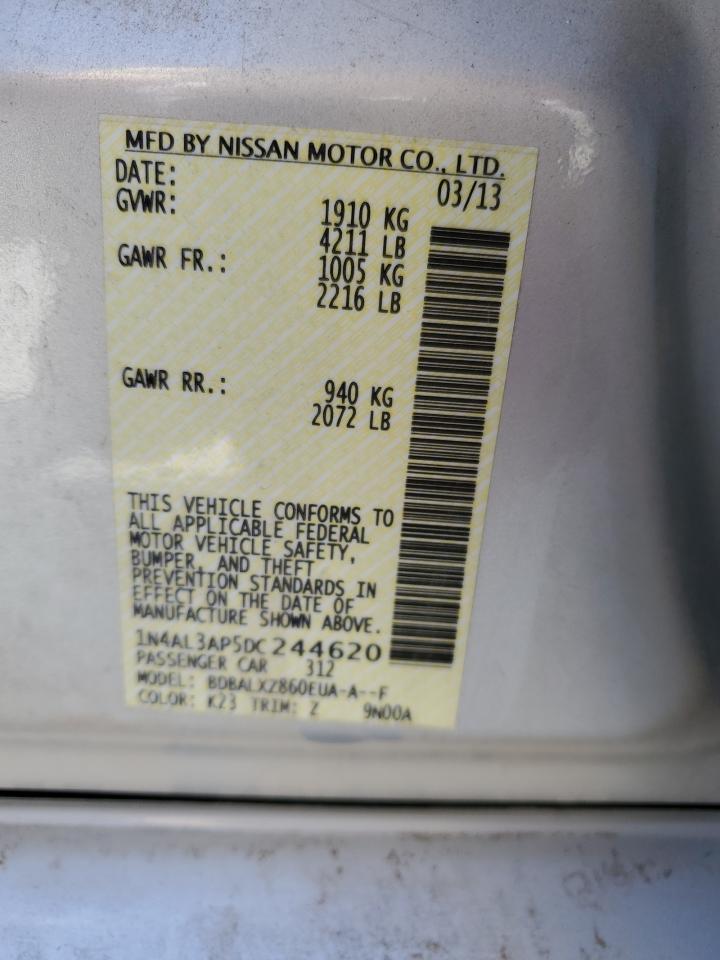 MFD BY NISSAN MOTOR CO., LTD.
DATE: 03/13
GVWR: 1910 KG
4211 LB
GAWR FR.: 1005 KG
2216 LB
GAWR RR.: 940 KG
2072 LB
THIS VEHICLE CONFORMS TO
ALL APPLICABLE FEDERAL
MOTOR VEHICLE SAFETY,
BUMPER, AND THEFT
PREVENTION STANDARDS IN
EFFECT ON THE DATE OF
MANUFACTURE SHOWN ABOVE.
1N4AL3AP5DC244620
PASSENGER CAR 312
MODEL: BDBALXZ860EUA-A--F
COLOR: K23 TRIM: Z 9N00A